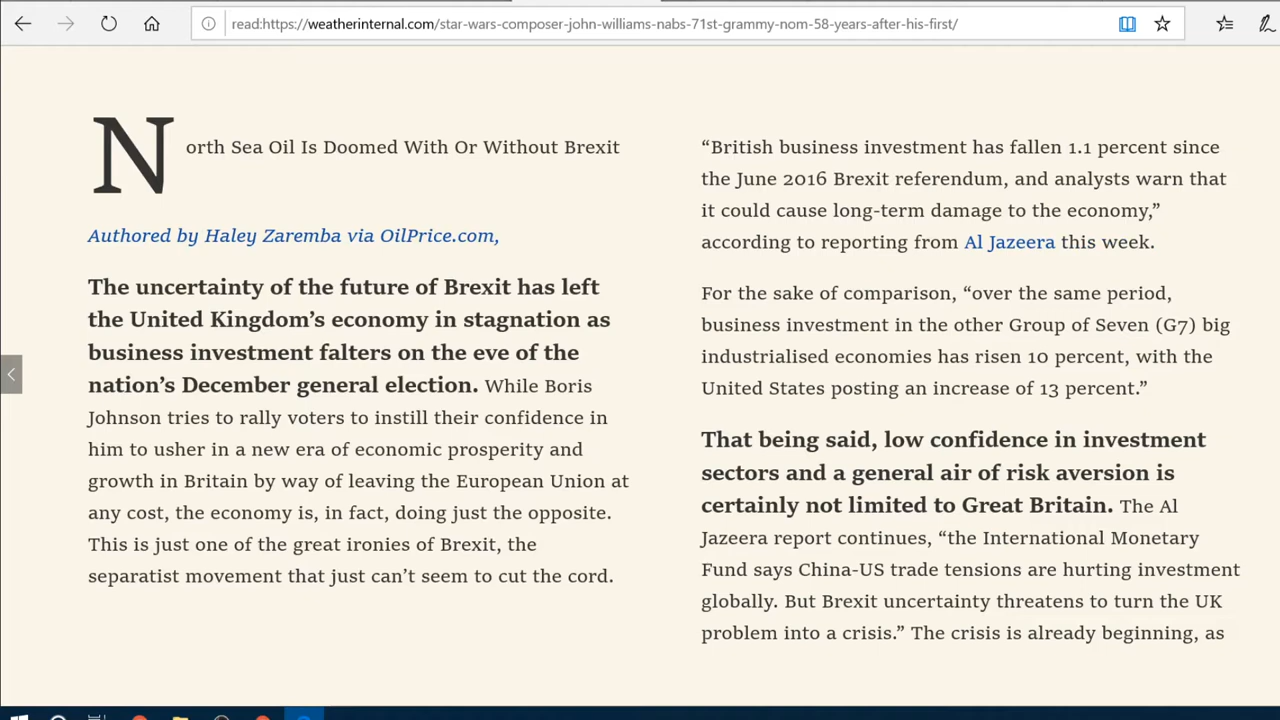 read:https://weatherinternal.com/star-wars-composer-john-williams-nabs-71st-grammy-nom-58-years-after-his-first/
North Sea Oil Is Doomed With Or Without Brexit
Authored by Haley Zaremba via OilPrice.com,
The uncertainty of the future of Brexit has left
the United Kingdom’s economy in stagnation as
business investment falters on the eve of the
nation’s December general election. While Boris
Johnson tries to rally voters to instill their confidence in
him to usher in a new era of economic prosperity and
growth in Britain by way of leaving the European Union at
any cost, the economy is, in fact, doing just the opposite.
This is just one of the great ironies of Brexit, the
separatist movement that just can’t seem to cut the cord.
“British business investment has fallen 1.1 percent since
the June 2016 Brexit referendum, and analysts warn that
it could cause long-term damage to the economy,”
according to reporting from Al Jazeera this week.
For the sake of comparison, “over the same period,
business investment in the other Group of Seven (G7) big
industrialised economies has risen 10 percent, with the
United States posting an increase of 13 percent.”
That being said, low confidence in investment
sectors and a general air of risk aversion is
certainly not limited to Great Britain. The Al
Jazeera report continues, “the International Monetary
Fund says China-US trade tensions are hurting investment
globally. But Brexit uncertainty threatens to turn the UK
problem into a crisis.” The crisis is already beginning, as